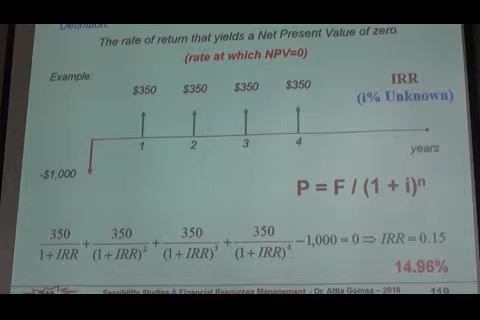 Definition:
The rate of return that yields a Net Present Value of zero.
(rate at which NPV=0)
Example:
$350 $350 $350 $350
IRR
(i% Unknown)
1 2 3 4
years
-$1,000
P = F / (1 + i)ⁿ
350/(1+IRR) + 350/(1+IRR)² + 350/(1+IRR)³ + 350/(1+IRR)⁴ −1,000 = 0 ⇒ IRR = 0.15
14.96%
Feasibility Studies & Financial Resources Management - Dr. Attia Gomaa – 2016